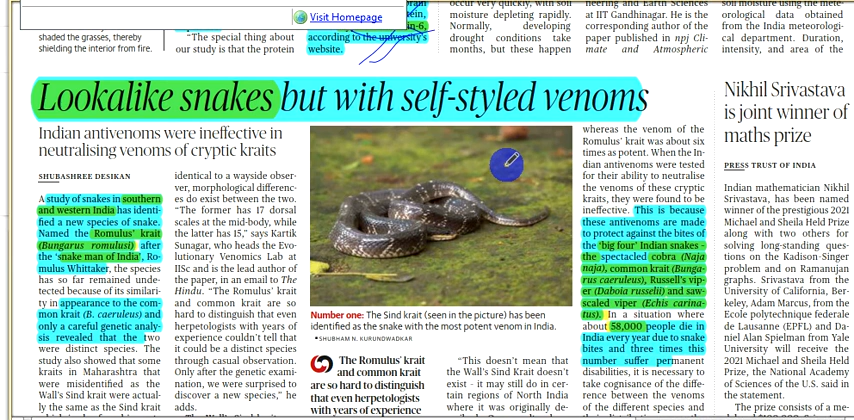 Visit Homepage
shaded the grasses, thereby
shielding the interior from fire.
"The special thing about
our study is that the protein
according to the university's
website.
occur very quickly, with soil
moisture depleting rapidly.
Normally, developing
drought conditions take
months, but these happen
neering and Earth Sciences
at IIT Gandhinagar. He is the
corresponding author of the
paper published in npj Cli-
mate and Atmospheric
soil moisture using the mete-
orological data obtained
from the India meteorologi-
cal department. Duration,
intensity, and area of the
Lookalike snakes but with self-styled venoms
Indian antivenoms were ineffective in
neutralising venoms of cryptic kraits
SHUBASHREE DESIKAN
A study of snakes in southern
and western India has identi-
fied a new species of snake.
Named the Romulus' krait
(Bungarus romulusi) after
the 'snake man of India', Ro-
mulus Whittaker, the species
has so far remained unde-
tected because of its similari-
ty in appearance to the com-
mon krait (B. caeruleus) and
only a careful genetic analy-
sis revealed that the two
were distinct species. The
study also showed that some
kraits in Maharashtra that
were misidentified as the
Wall's Sind krait were actual-
ly the same as the Sind krait
identical to a wayside obser-
ver, morphological differenc-
es do exist between the two.
"The former has 17 dorsal
scales at the mid-body, while
the latter has 15," says Kartik
Sunagar, who heads the Evo-
lutionary Venomics Lab at
IISc and is the lead author of
the paper, in an email to The
Hindu. "The Romulus' krait
and common krait are so
hard to distinguish that even
herpetologists with years of
experience couldn't tell that
it could be a distinct species
through casual observation.
Only after the genetic exami-
nation, we were surprised to
discover a new species," he
adds.
Number one: The Sind krait (seen in the picture) has been
identified as the snake with the most potent venom in India.
SHUBHAM N. KURUNDWADKAR
The Romulus' krait
and common krait
are so hard to distinguish
that even herpetologists
with years of experience
"This doesn't mean that
the Wall's Sind Krait doesn't
exist - it may still do in cer-
tain regions of North India
where it was originally de-
whereas the venom of the
Romulus' krait was about six
times as potent. When the In-
dian antivenoms were tested
for their ability to neutralise
the venoms of these cryptic
kraits, they were found to be
ineffective. This is because
these antivenoms are made
to protect against the bites of
the 'big four' Indian snakes -
the spectacled cobra (Naja
naja), common krait (Bunga-
rus caeruleus), Russell's vip-
er (Daboia russelii) and saw-
scaled viper (Echis carina-
tus). In a situation where
about 58,000 people die in
India every year due to snake
bites and three times this
number suffer permanent
disabilities, it is necessary to
take cognisance of the diffe-
rence between the venoms
of the different species and
Nikhil Srivastava
is joint winner of
maths prize
PRESS TRUST OF INDIA
Indian mathematician Nikhil
Srivastava, has been named
winner of the prestigious 2021
Michael and Sheila Held Prize
along with two others for
solving long-standing ques-
tions on the Kadison-Singer
problem and on Ramanujan
graphs. Srivastava from the
University of California, Ber-
keley, Adam Marcus, from the
Ecole polytechnique federale
de Lausanne (EPFL) and Da-
niel Alan Spielman from Yale
University will receive the
2021 Michael and Sheila Held
Prize, the National Academy
of Sciences of the U.S. said in
the statement.
The prize consists of a me-